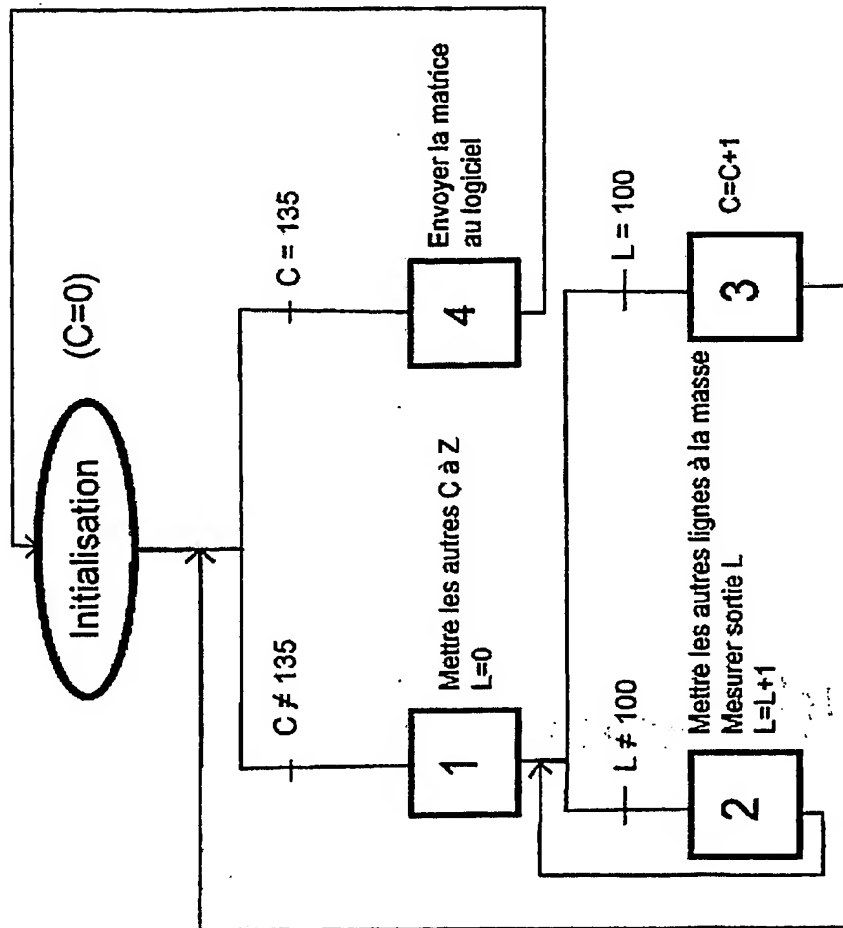 Initialisation
(C=0)
C ≠ 135
C = 135
1
Mettre les autres C à Z
L=0
4
Envoyer la matrice
au logiciel
L ≠ 100
L = 100
2
Mettre les autres lignes à la masse
Mesurer sortie L
L=L+1
3
C=C+1